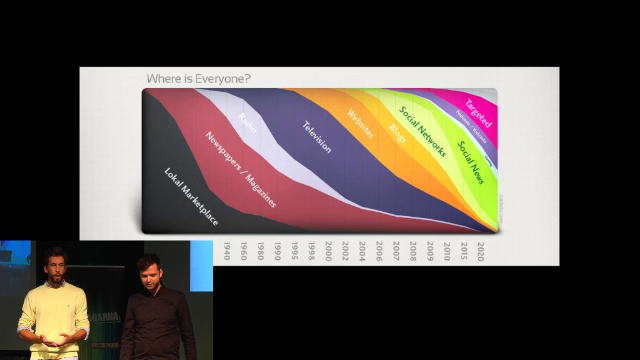 Where is Everyone?
Lokal Marketplace
Newspapers / Magazines
Radio
Television
Websites
Blogs
Social Networks
Social News
Targeted
1940
1960
1980
1990
1995
1998
2000
2002
2004
2006
2007
2008
2009
2010
2015
2020